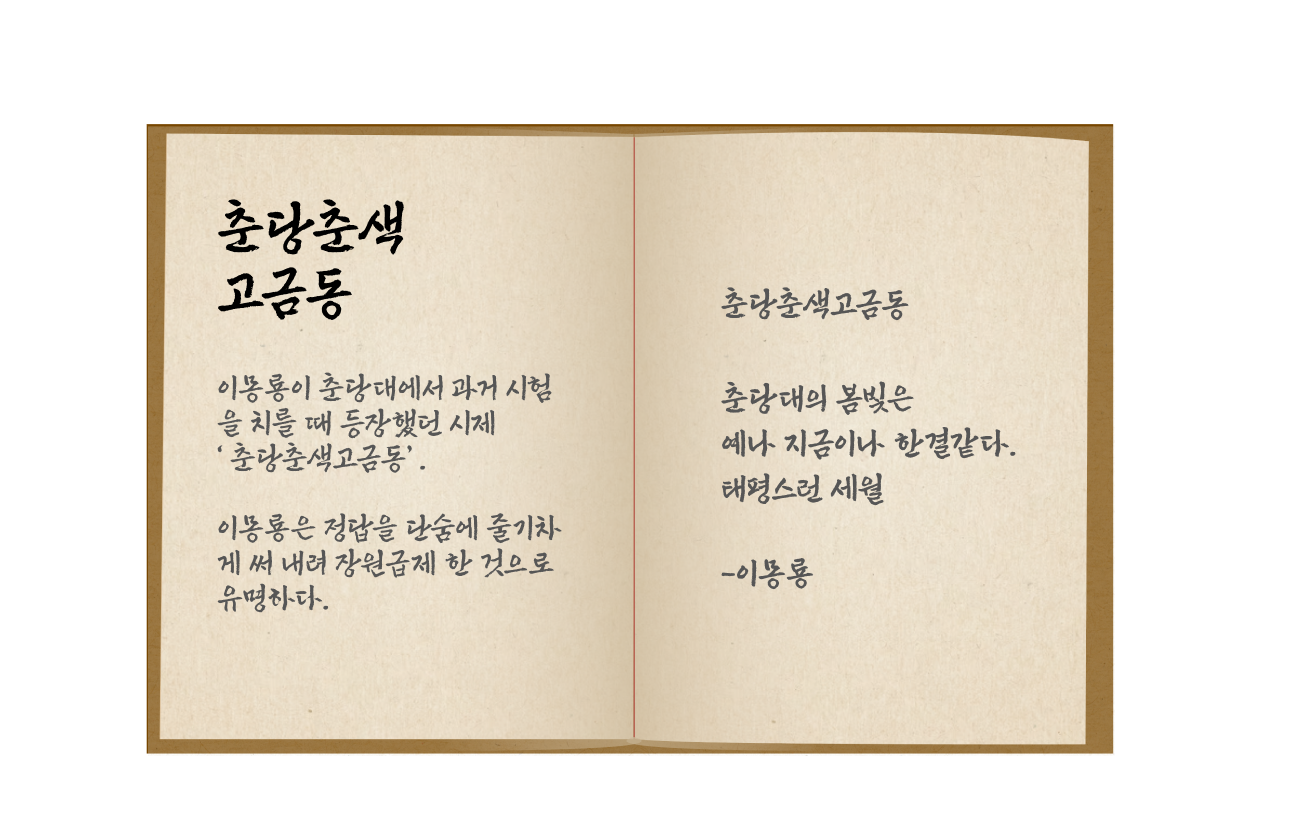 춘당춘색
고금동
이몽룡이 춘당대에서 과거 시험
을 치를 때 등장했던 시제
‘춘당춘색고금동’.
이몽룡은 정답을 단숨에 줄기차
게 써 내려 장원급제 한 것으로
유명하다.
춘당춘색고금동
춘당대의 봄빛은
예나 지금이나 한결같다.
태평스런 세월
-이몽룡